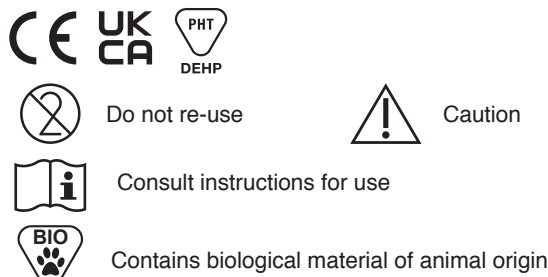 CE UK CA PHT
DEHP
2 Do not re-use Caution
i Consult instructions for use
BIO
Contains biological material of animal origin